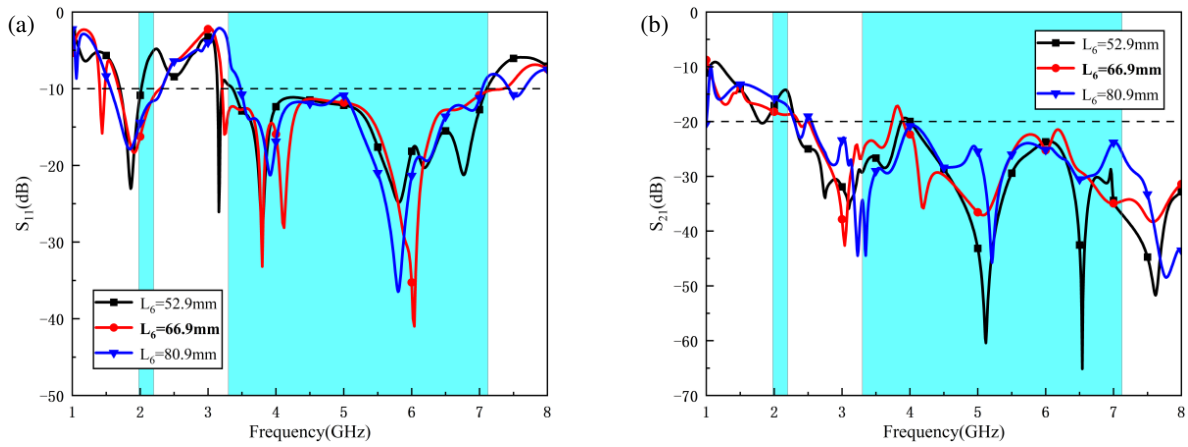 (a)
0
-10
-20
-30
-40
-50
S11(dB)
L6=52.9mm
L6=66.9mm
L6=80.9mm
1 2 3 4 5 6 7 8
Frequency(GHz)
(b)
0
-10
-20
-30
-40
-50
-60
-70
S21(dB)
L6=52.9mm
L6=66.9mm
L6=80.9mm
1 2 3 4 5 6 7 8
Frequency(GHz)